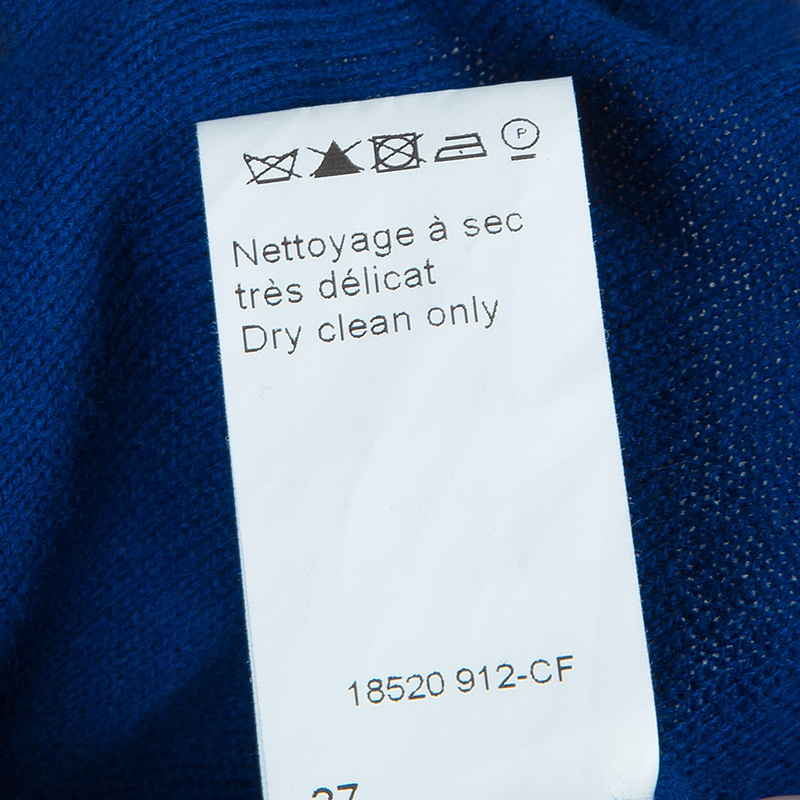 P
Nettoyage à sec
très délicat
Dry clean only
18520 912-CF